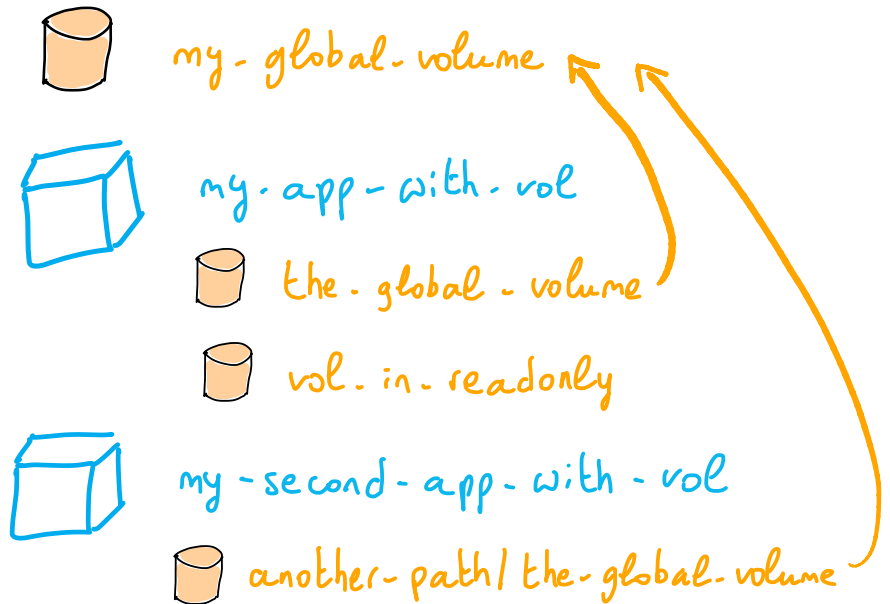 my-global-volume
my-app-with-vol
the-global-volume
vol-in-readonly
my-second-app-with-vol
another-path/the-global-volume